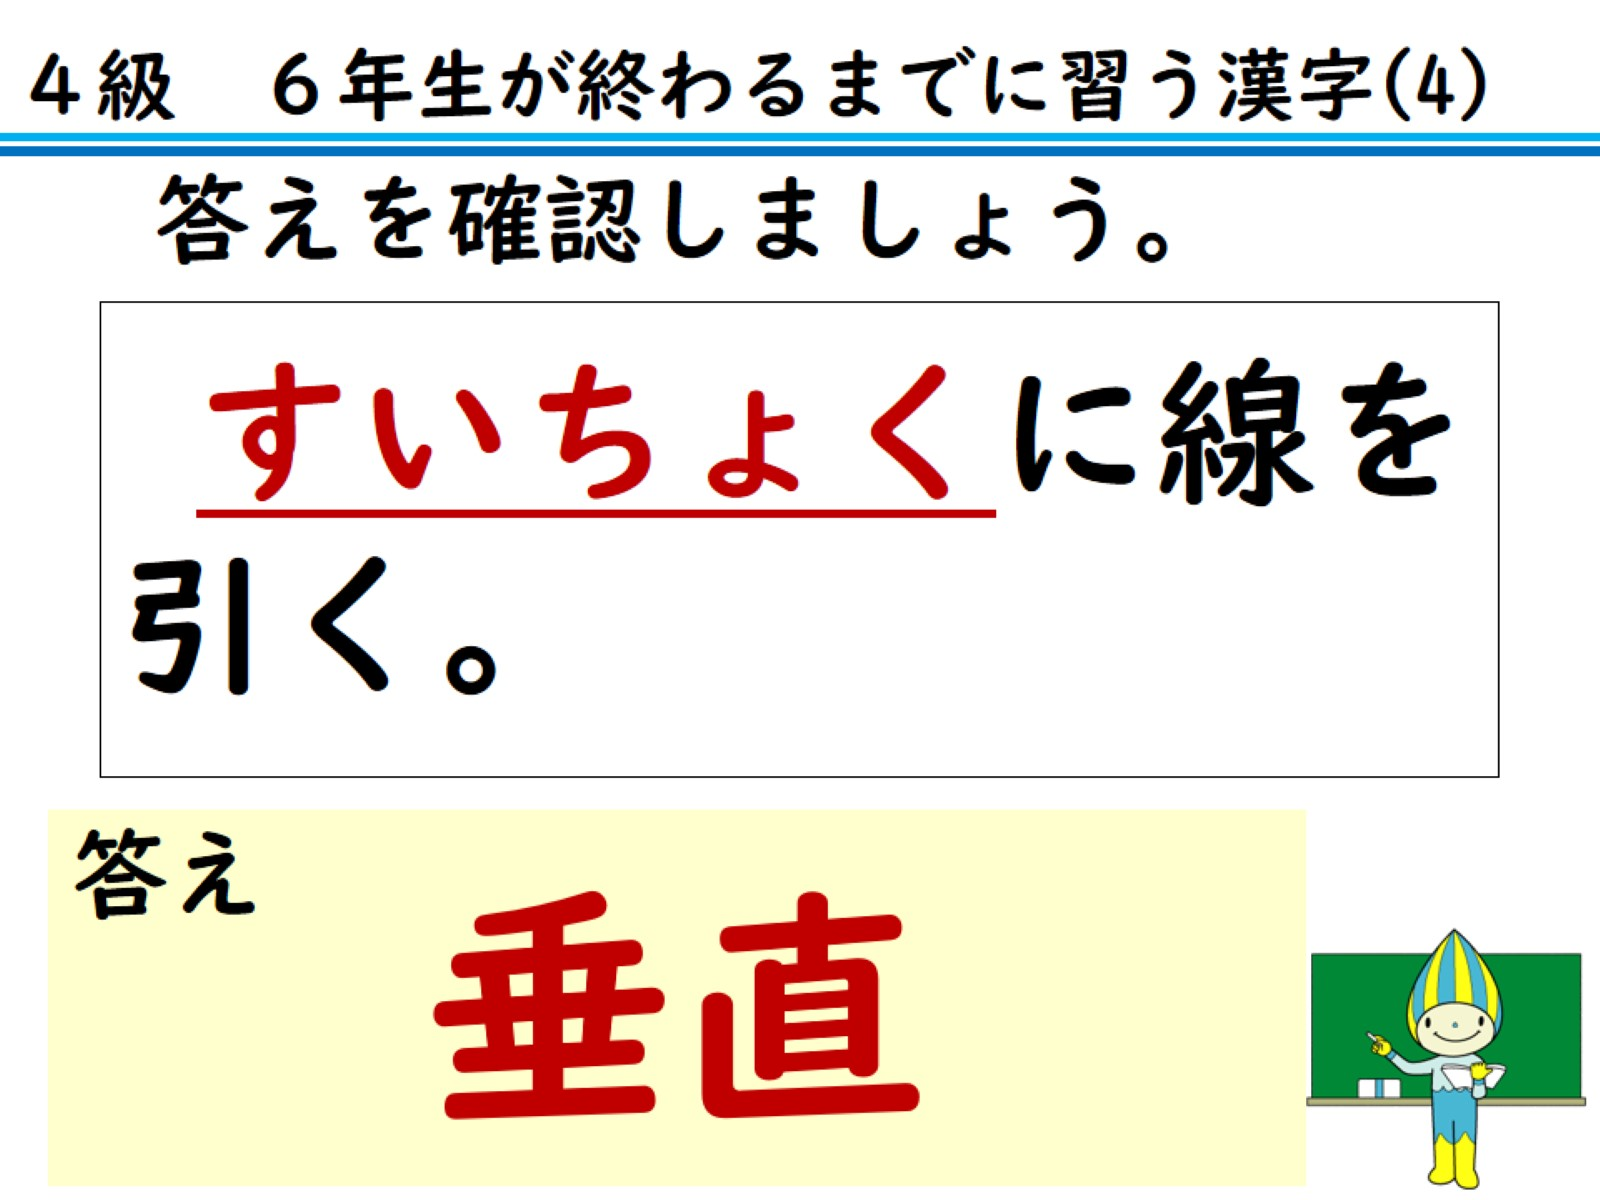 ４級　６年生が終わるまでに習う漢字(4)
答えを確認しましょう。
すいちょくに線を
引く。
答え
垂直